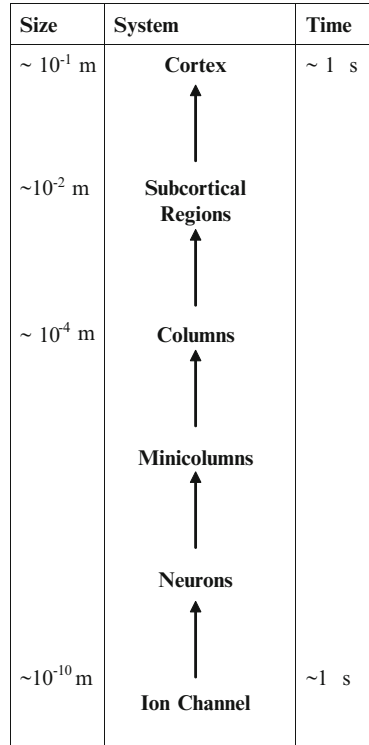 Size System Time
~ 10⁻¹ m Cortex ~ 1 s
~10⁻² m Subcortical
Regions
~ 10⁻⁴ m Columns
Minicolumns
Neurons
~10⁻¹⁰ m ~1 s
Ion Channel